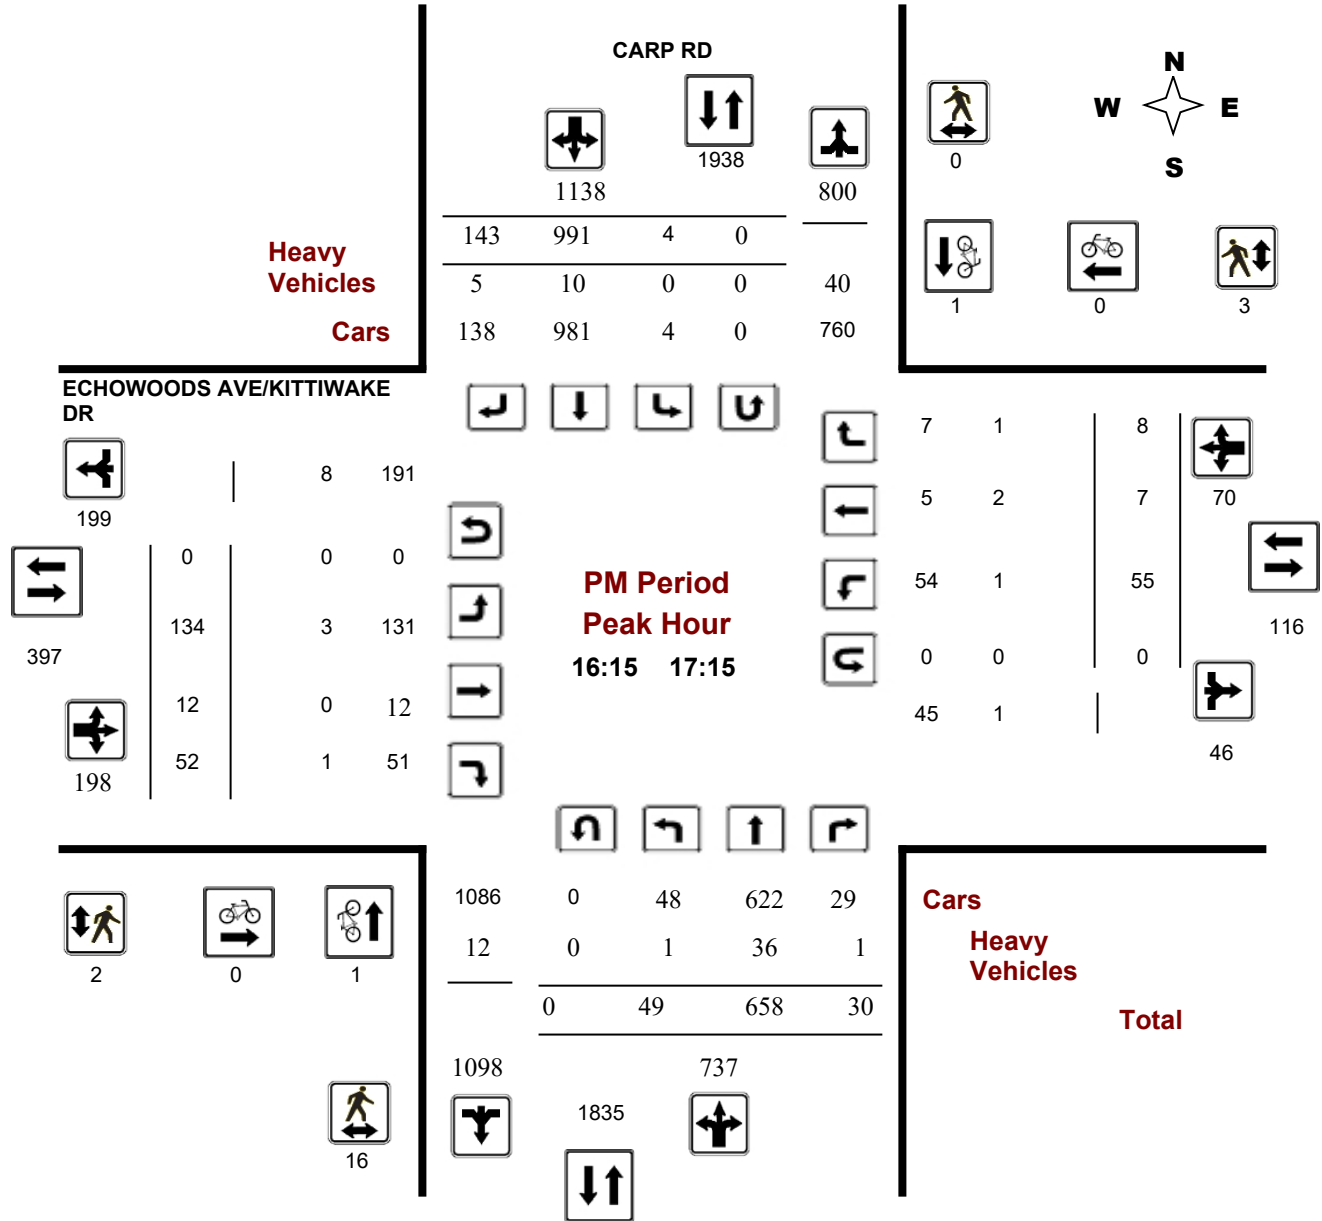 CARP RD
N
W E
S
1938
0
1138 800
143 991 4 0
Heavy
Vehicles
5 10 0 0 40
1 0 3
Cars
138 981 4 0 760
ECHOWOODS AVE/KITTIWAKE
DR
7 1 8
8 191
5 2 7 70
199
0 0 0
PM Period
54 1 55
Peak Hour
134 3 131
116
397
16:15 17:15
0 0 0
12 0 12
45 1
52 1 51
46
198
1086 0 48 622 29
Cars
12 0 1 36 1
Heavy
Vehicles
2 0 1
0 49 658 30
Total
1098 737
1835
16